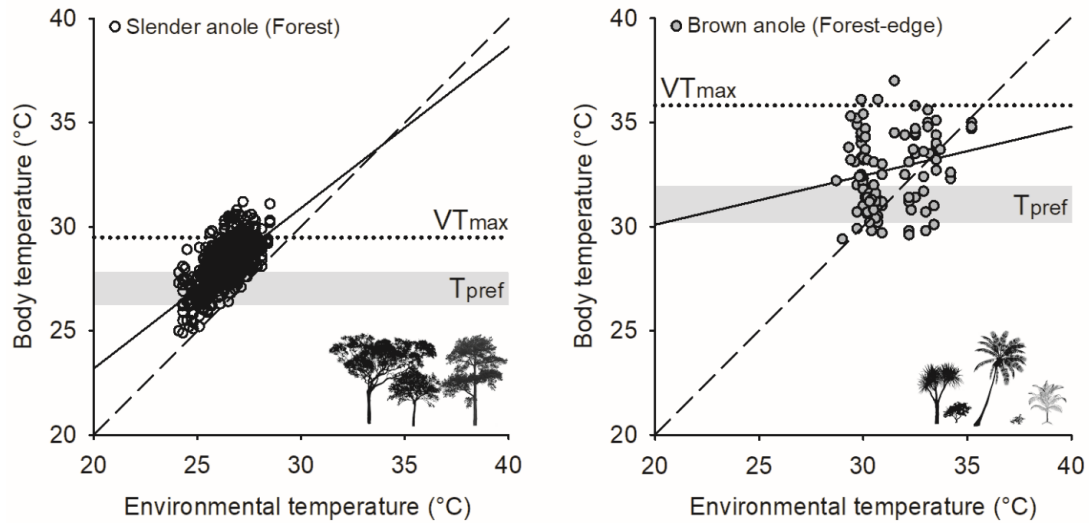 Slender anole (Forest)
Body temperature (°C)
40
35
30
25
20
VTmax
Tpref
20 25 30 35 40
Environmental temperature (°C)
Brown anole (Forest-edge)
Body temperature (°C)
40
35
30
25
20
VTmax
Tpref
20 25 30 35 40
Environmental temperature (°C)